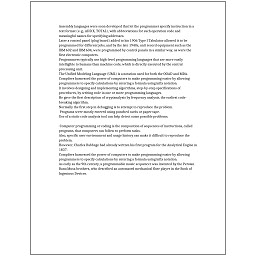 Assembly languages were soon developed that let the programmer specify instruction in a
text format (e.g., ADD X, TOTAL), with abbreviations for each operation code and
meaningful names for specifying addresses.
Later a control panel (plug board) added to his 1906 Type I Tabulator allowed it to be
programmed for different jobs, and by the late 1940s, unit record equipment such as the
IBM 602 and IBM 604, were programmed by control panels in a similar way, as were the
first electronic computers.
Programmers typically use high-level programming languages that are more easily
intelligible to humans than machine code, which is directly executed by the central
processing unit.
The Unified Modeling Language (UML) is a notation used for both the OOAD and MDA.
Compilers harnessed the power of computers to make programming easier by allowing
programmers to specify calculations by entering a formula using infix notation.
It involves designing and implementing algorithms, step-by-step specifications of
procedures, by writing code in one or more programming languages.
He gave the first description of cryptanalysis by frequency analysis, the earliest code-
breaking algorithm.
Normally the first step in debugging is to attempt to reproduce the problem.
Programs were mostly entered using punched cards or paper tape.
Use of a static code analysis tool can help detect some possible problems.

Computer programming or coding is the composition of sequences of instructions, called
programs, that computers can follow to perform tasks.
Also, specific user environment and usage history can make it difficult to reproduce the
problem.
However, Charles Babbage had already written his first program for the Analytical Engine in
1837.
Compilers harnessed the power of computers to make programming easier by allowing
programmers to specify calculations by entering a formula using infix notation.
As early as the 9th century, a programmable music sequencer was invented by the Persian
Banu Musa brothers, who described an automated mechanical flute player in the Book of
Ingenious Devices.